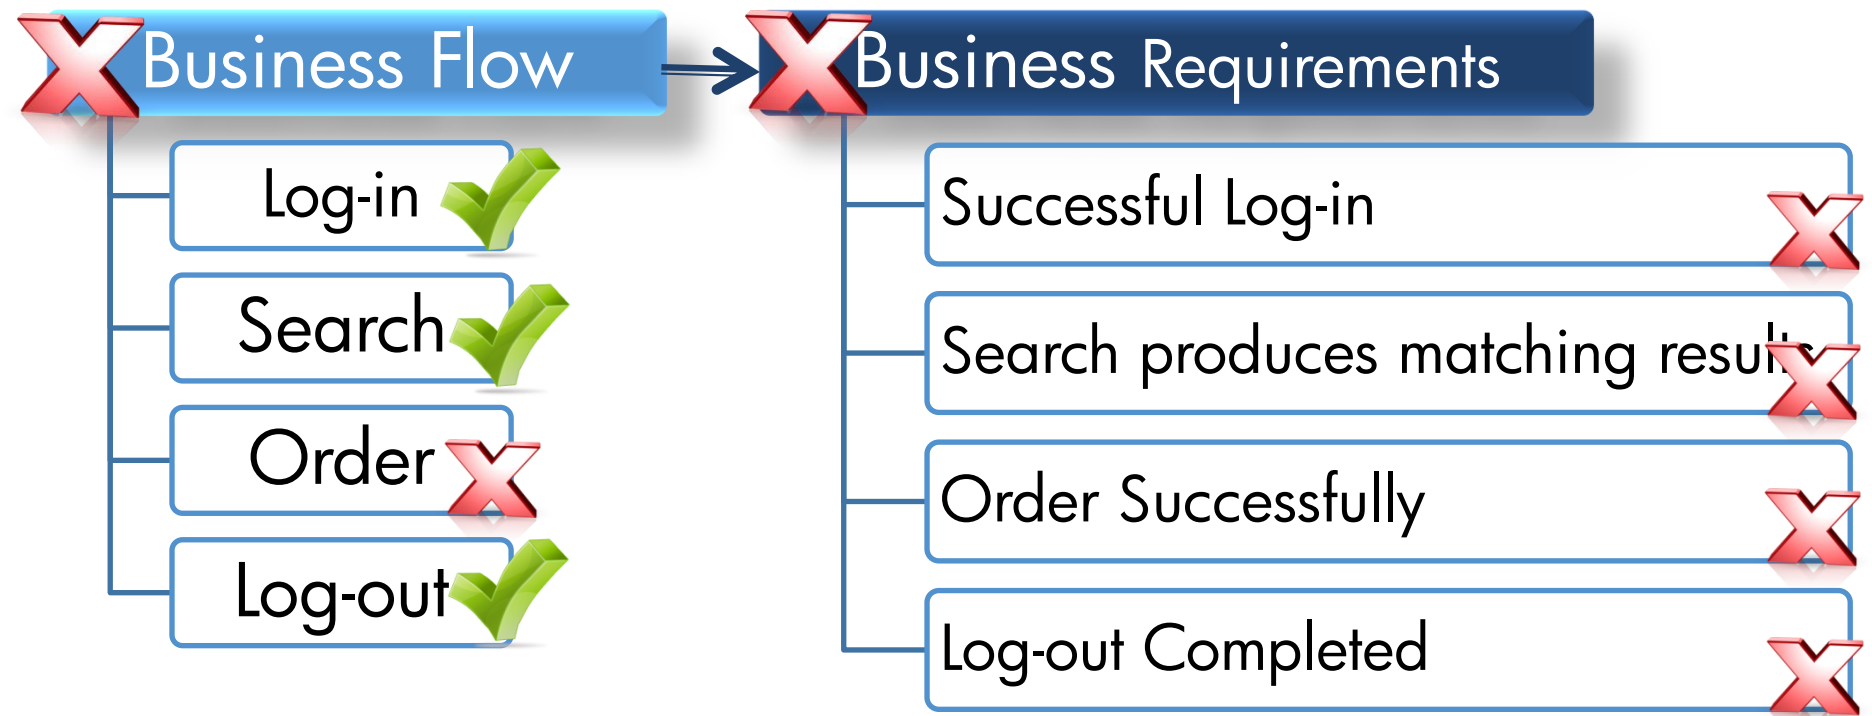 Business Flow
Log-in
Search
Order
Log-out
Business Requirements
Successful Log-in
Search produces matching results
Order Successfully
Log-out Completed